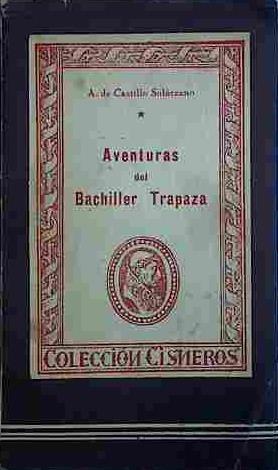 A. de Castillo Solórzano
Aventuras
del
Bachiller Trapaza
COLECCIÓN CISNEROS